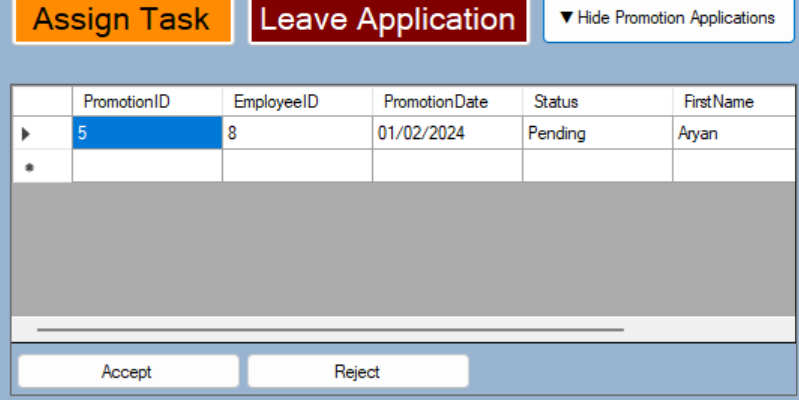 Assign Task Leave Application ▼ Hide Promotion Applications
PromotionID EmployeeID PromotionDate Status FirstName
5 8 01/02/2024 Pending Aryan
Accept Reject